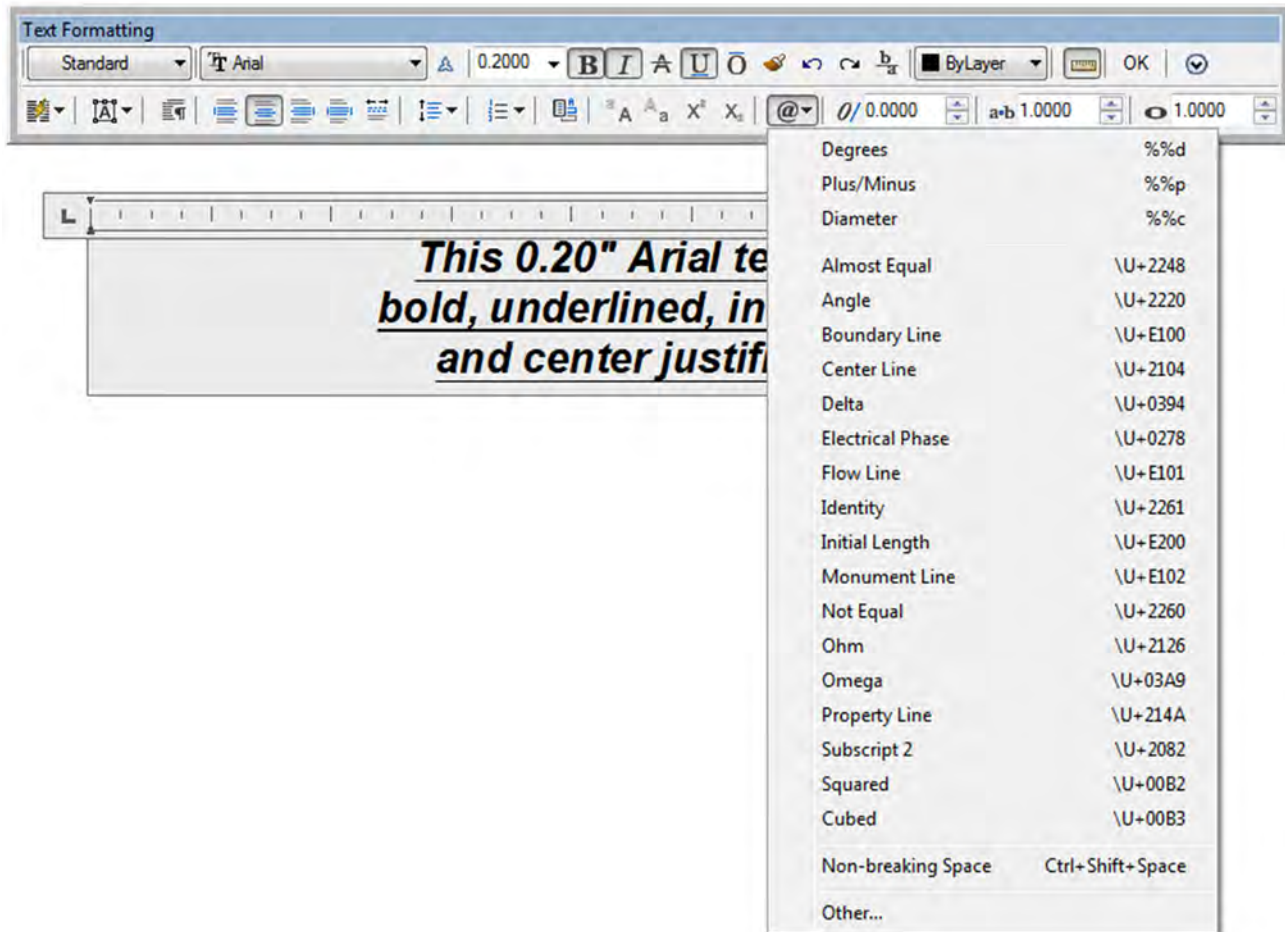 Text Formatting
Standard Arial 0.2000 B I A U O b/a ByLayer OK
@ 0/ 0.0000 a•b 1.0000 1.0000
This 0.20" Arial te
bold, underlined, in
and center justifi
Degrees %%d
Plus/Minus %%p
Diameter %%c
Almost Equal \U+2248
Angle \U+2220
Boundary Line \U+E100
Center Line \U+2104
Delta \U+0394
Electrical Phase \U+0278
Flow Line \U+E101
Identity \U+2261
Initial Length \U+E200
Monument Line \U+E102
Not Equal \U+2260
Ohm \U+2126
Omega \U+03A9
Property Line \U+214A
Subscript 2 \U+2082
Squared \U+00B2
Cubed \U+00B3
Non-breaking Space Ctrl+Shift+Space
Other...